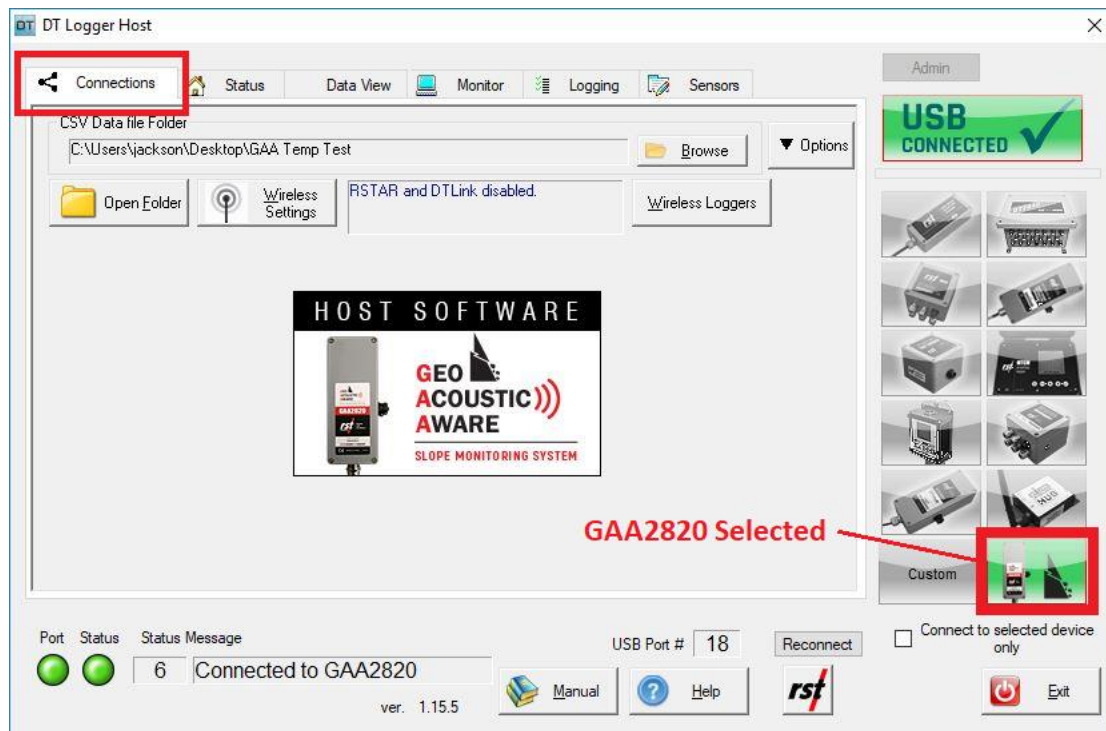 DT DT Logger Host
Connections
Status
Data View
Monitor
Logging
Sensors
Admin
CSV Data file Folder
C:\Users\jackson\Desktop\GAA Temp Test
Browse
Options
USB
CONNECTED
Open Folder
Wireless
Settings
RSTAR and DTLink disabled.
Wireless Loggers
HOST SOFTWARE
GEO
ACOUSTIC
AWARE
SLOPE MONITORING SYSTEM
GAA2820
rst
GAA2820 Selected
Custom
Port
Status
Status Message
6
Connected to GAA2820
ver. 1.15.5
USB Port #
18
Reconnect
Connect to selected device
only
Manual
Help
rst
Exit